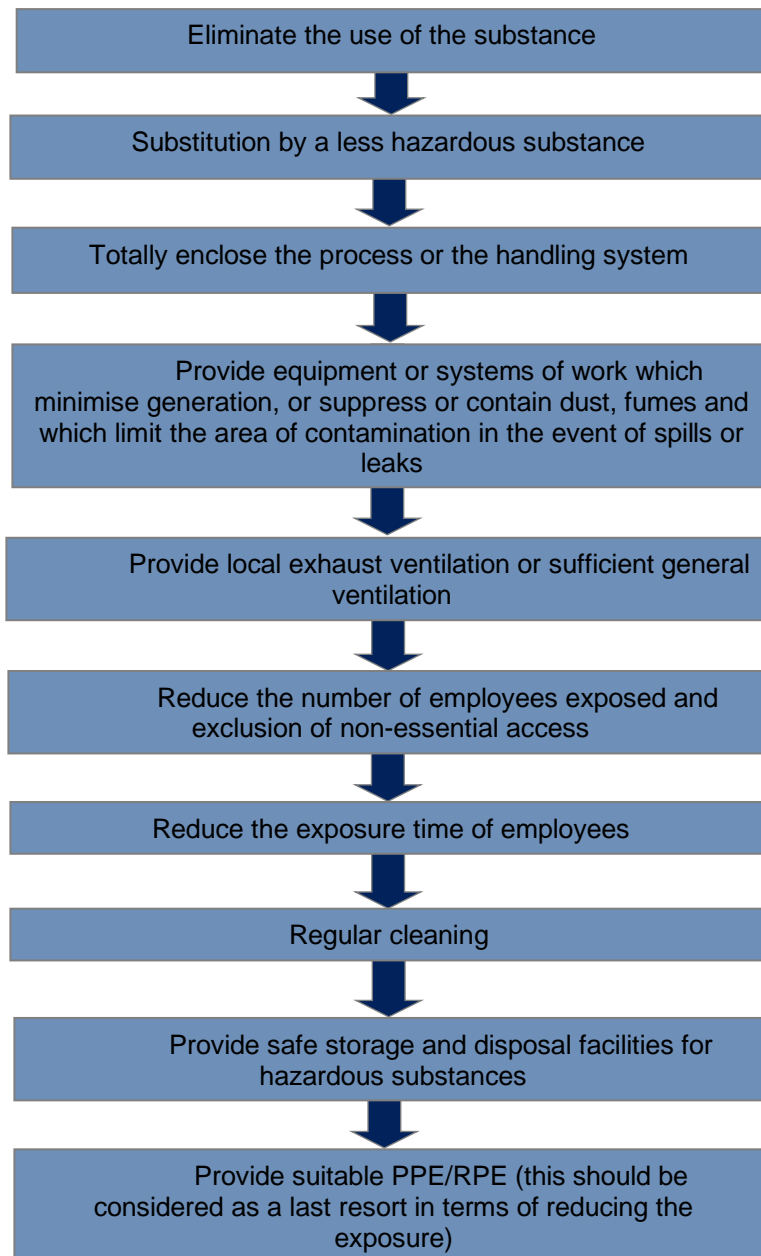 Eliminate the use of the substance
Substitution by a less hazardous substance
Totally enclose the process or the handling system
Provide equipment or systems of work which
minimise generation, or suppress or contain dust, fumes and
which limit the area of contamination in the event of spills or
leaks
Provide local exhaust ventilation or sufficient general
ventilation
Reduce the number of employees exposed and
exclusion of non-essential access
Reduce the exposure time of employees
Regular cleaning
Provide safe storage and disposal facilities for
hazardous substances
Provide suitable PPE/RPE (this should be
considered as a last resort in terms of reducing the
exposure)